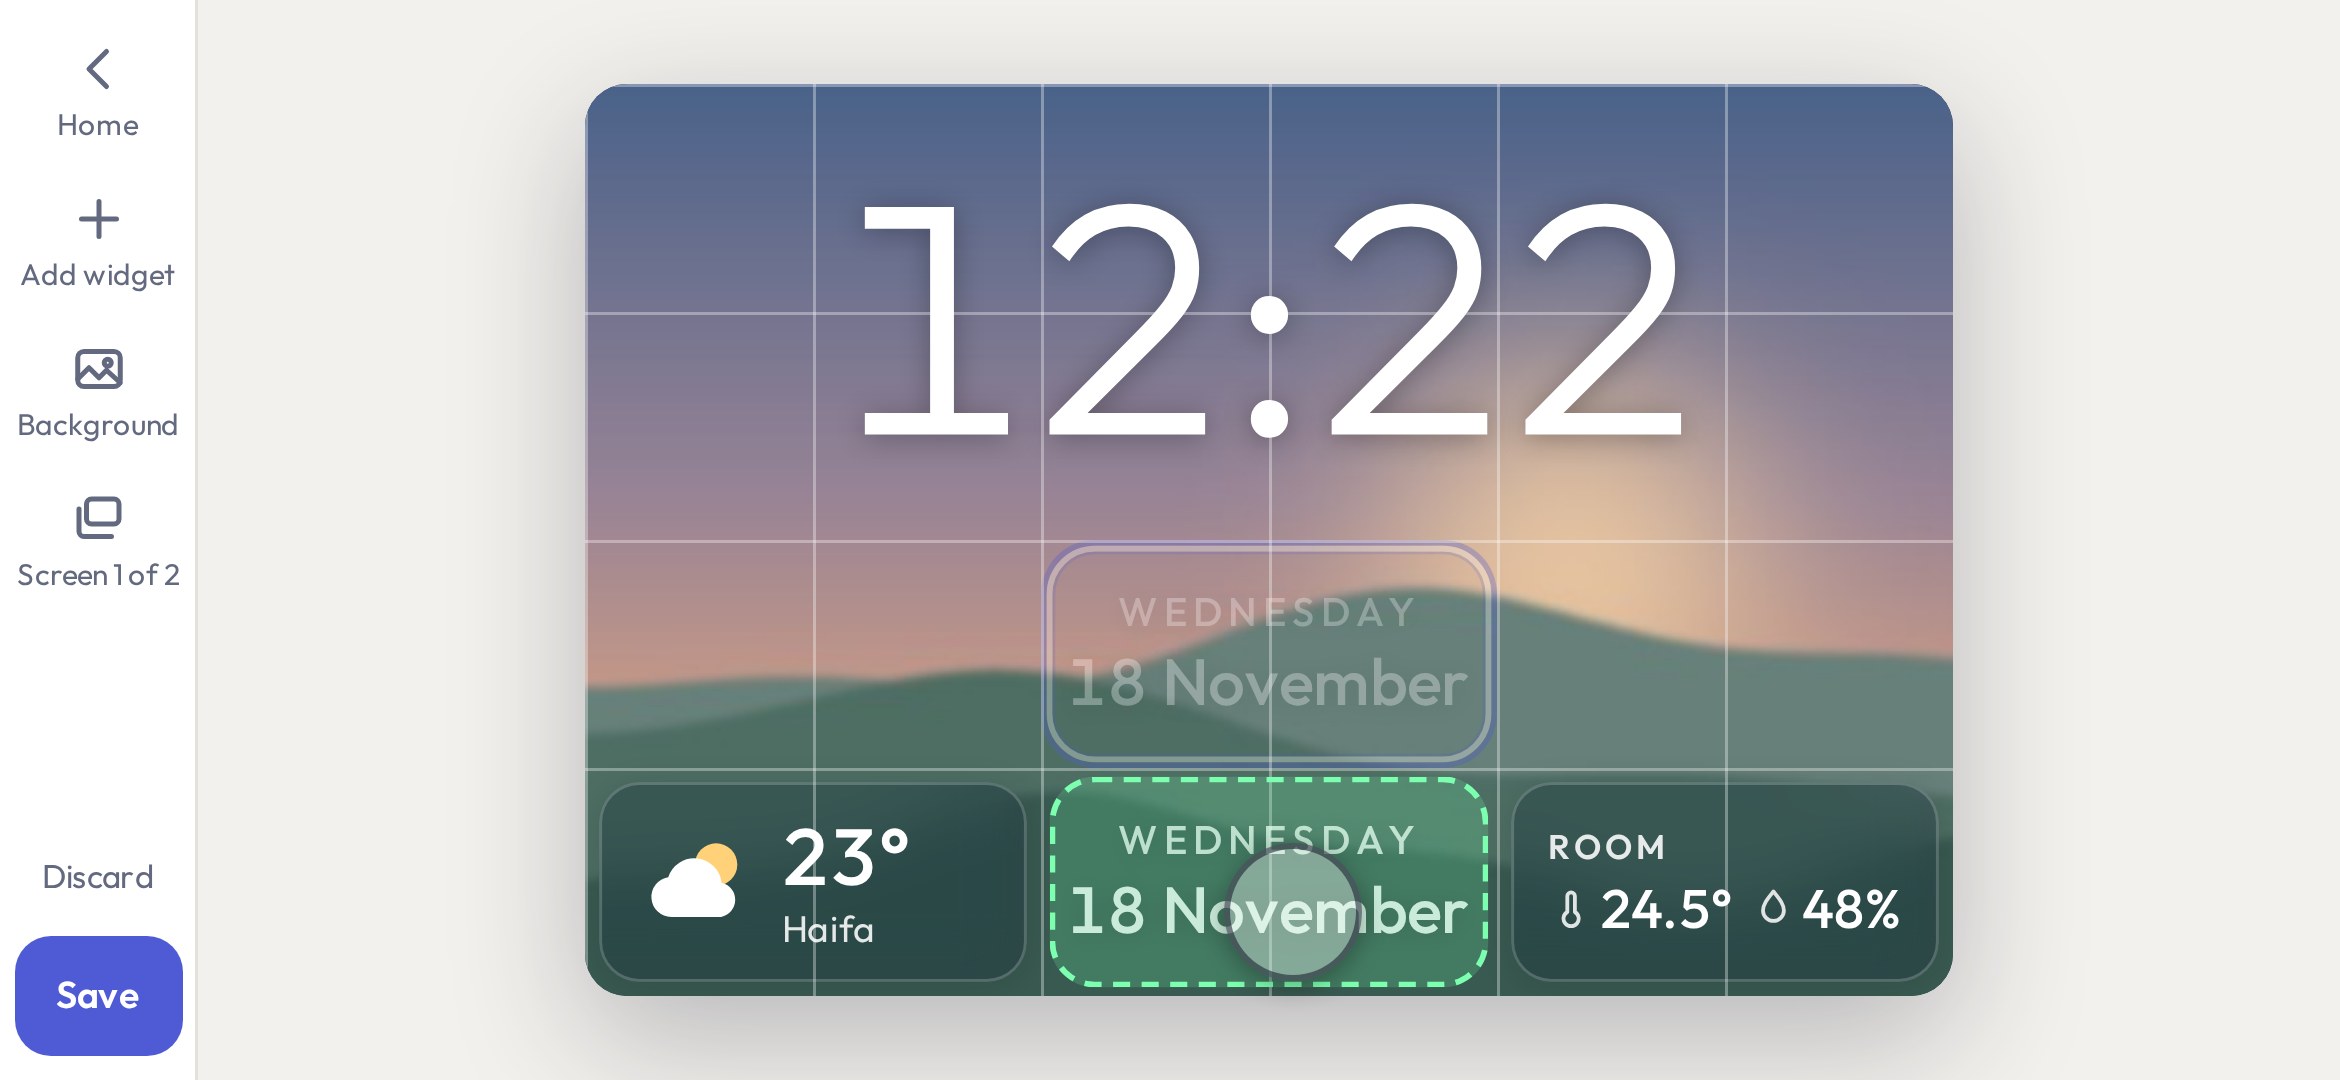 Home
Add widget
Background
Screen 1 of 2
Discard
Save
12:22
WEDNESDAY
18 November
23°
Haifa
WEDNESDAY
18 November
ROOM
24.5° 48%